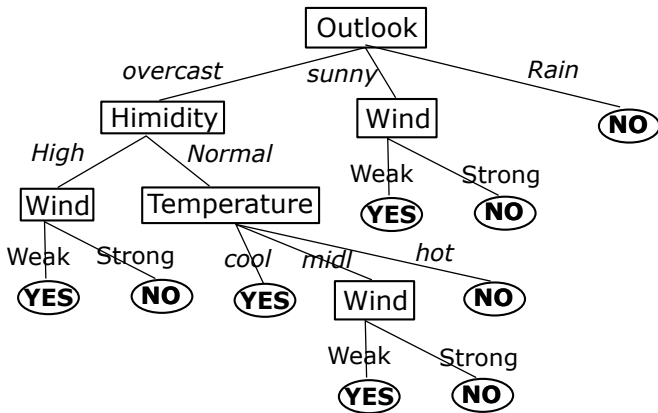 Outlook
overcast sunny Rain
Himidity Wind NO
High Normal Weak Strong
Wind Temperature YES NO
Weak Strong cool midl hot
YES NO YES Wind NO
Weak Strong
YES NO